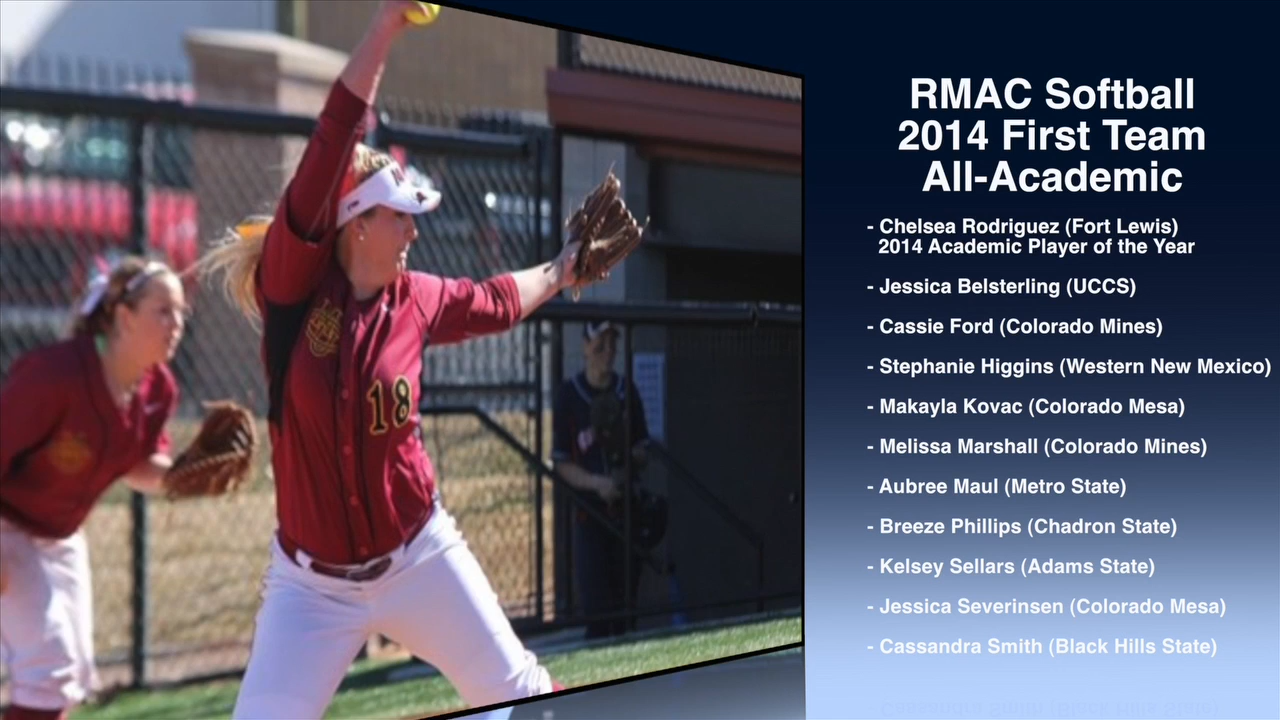 RMAC Softball
2014 First Team
All-Academic
- Chelsea Rodriguez (Fort Lewis)
2014 Academic Player of the Year
- Jessica Belsterling (UCCS)
- Cassie Ford (Colorado Mines)
- Stephanie Higgins (Western New Mexico)
- Makayla Kovac (Colorado Mesa)
- Melissa Marshall (Colorado Mines)
- Aubree Maul (Metro State)
- Breeze Phillips (Chadron State)
- Kelsey Sellars (Adams State)
- Jessica Severinsen (Colorado Mesa)
- Cassandra Smith (Black Hills State)
18